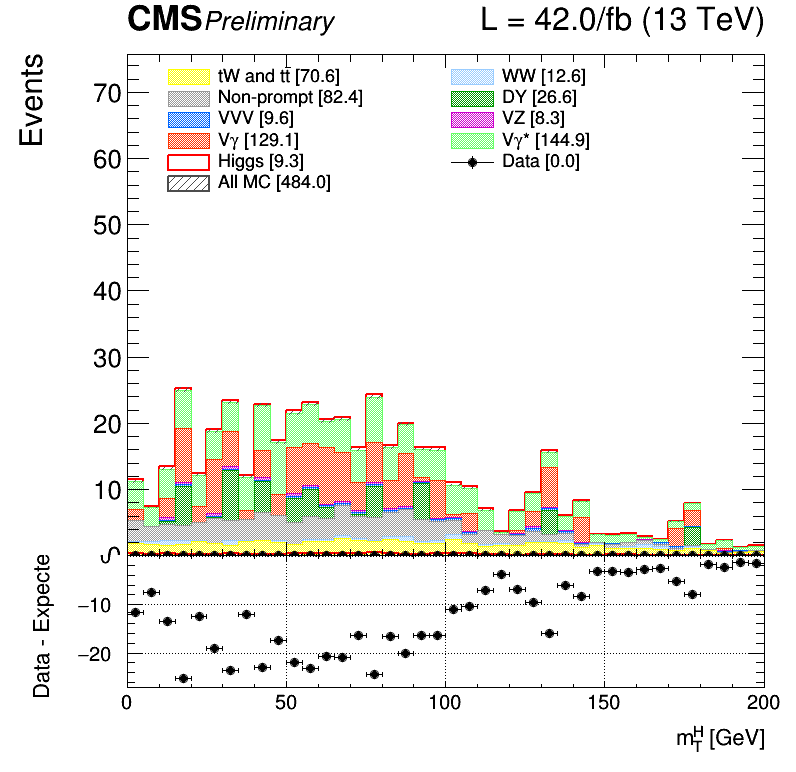 CMS Preliminary L = 42.0/fb (13 TeV)
Events
tW and tt̄ [70.6] WW [12.6]
Non-prompt [82.4] DY [26.6]
VVV [9.6] VZ [8.3]
Vγ [129.1] Vγ* [144.9]
Higgs [9.3] Data [0.0]
All MC [484.0]
70
60
50
40
30
20
10
0
Data - Expecte
−10
−20
0 50 100 150 200
m_T^H [GeV]